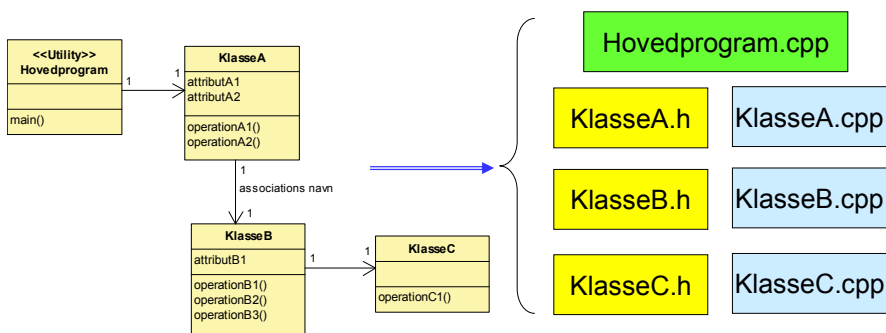 <<Utility>>
Hovedprogram
main()
1
1
KlasseA
attributA1
attributA2
operationA1()
operationA2()
1
associations navn
1
KlasseB
attributB1
operationB1()
operationB2()
operationB3()
1
1
KlasseC
operationC1()
Hovedprogram.cpp
KlasseA.h
KlasseA.cpp
KlasseB.h
KlasseB.cpp
KlasseC.h
KlasseC.cpp